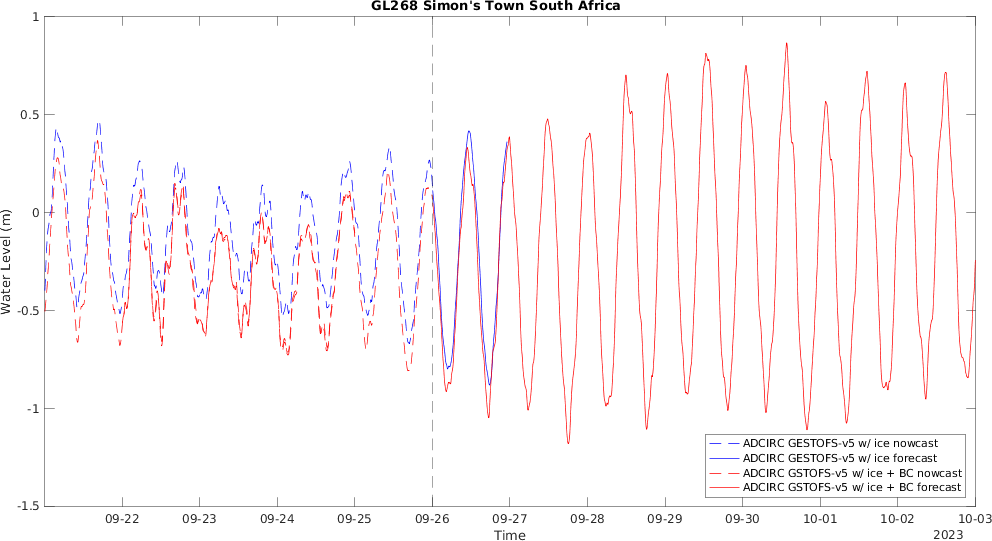 GL268 Simon's Town South Africa
1
0.5
0
-0.5
-1
-1.5
Water Level (m)
09-22 09-23 09-24 09-25 09-26 09-27 09-28 09-29 09-30 10-01 10-02 10-03
Time
2023
ADCIRC GESTOFS-v5 w/ ice nowcast
ADCIRC GESTOFS-v5 w/ ice forecast
ADCIRC GSTOFS-v5 w/ ice + BC nowcast
ADCIRC GSTOFS-v5 w/ ice + BC forecast